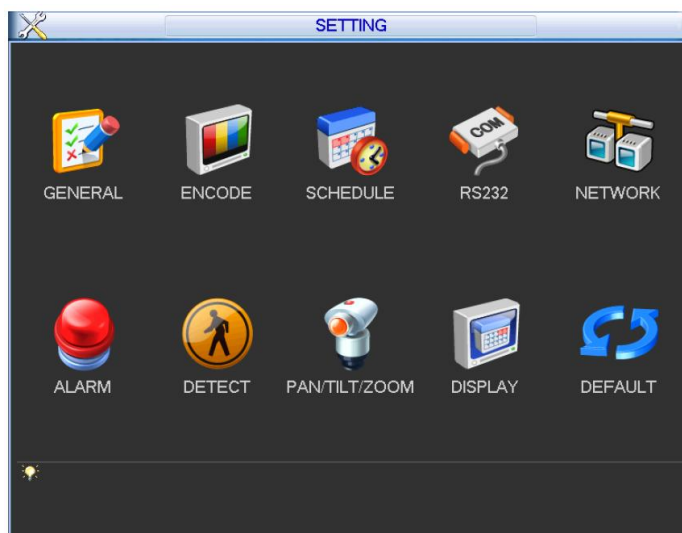 SETTING
GENERAL ENCODE SCHEDULE RS232 NETWORK
COM
ALARM DETECT PAN/TILT/ZOOM DISPLAY DEFAULT